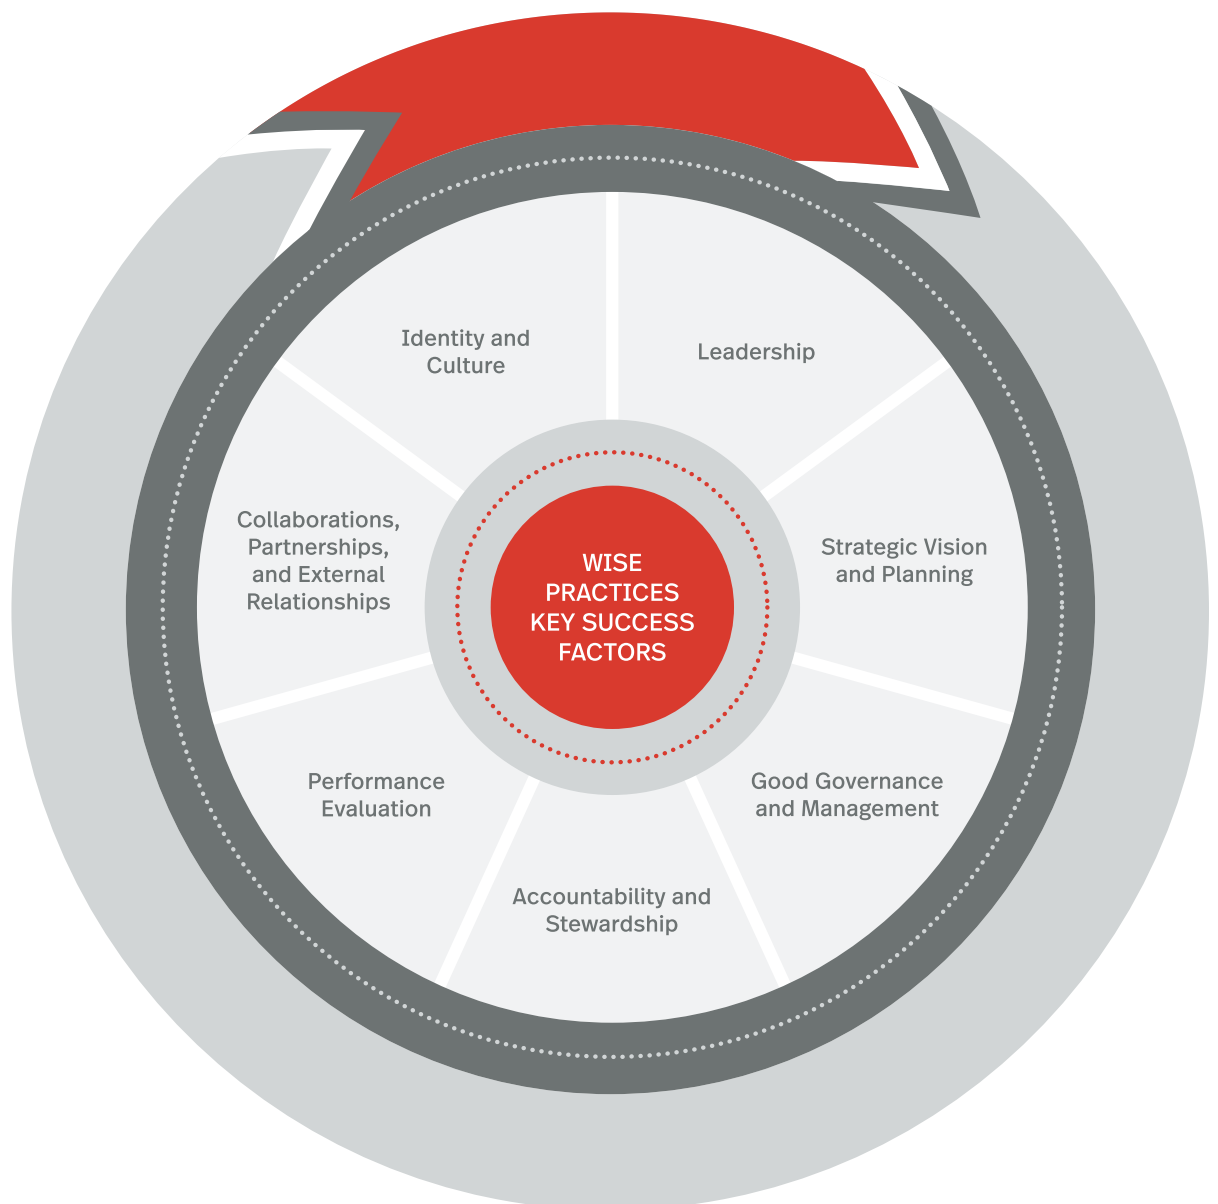 Identity and
Culture
Leadership
Collaborations,
Partnerships,
and External
Relationships
WISE
PRACTICES
KEY SUCCESS
FACTORS
Strategic Vision
and Planning
Performance
Evaluation
Good Governance
and Management
Accountability and
Stewardship